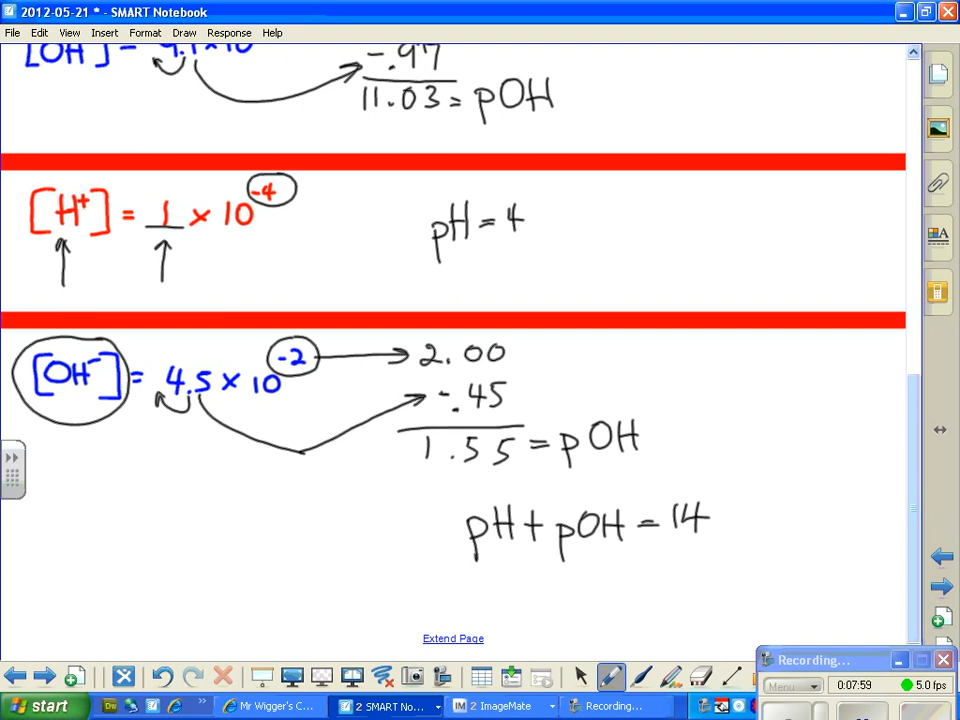 2012-05-21 * - SMART Notebook
File Edit View Insert Format Draw Response Help
-.97
[OH
11.03 = pOH
[H⁺] = 1 × 10⁻⁴
pH = 4
[OH⁻] = 4.5 × 10⁻²
2.00
-.45
1.55 = pOH
pH + pOH = 14
Extend Page
Recording...
Menu
0:07:59
5.0 fps
start
Mr Wigger's C...
2 SMART No...
2 ImageMate
Recording...